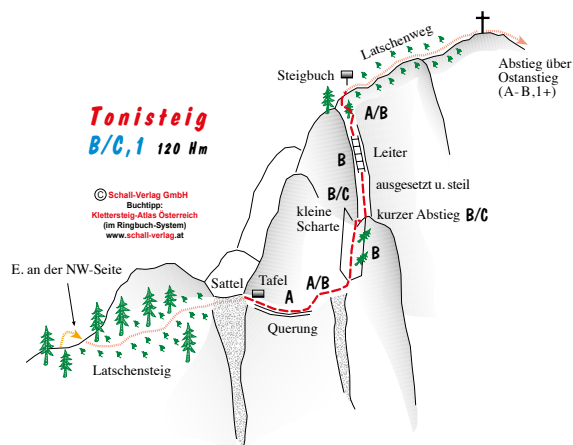 Latschenweg
Abstieg über
Ostanstieg
(A-B,1+)
Steigbuch
Tonisteig
B/C,1 120 Hm
A/B
Leiter
B
B/C
ausgesetzt u. steil
© Schall-Verlag GmbH
Buchtipp:
Klettersteig-Atlas Österreich
(im Ringbuch-System)
www.schall-verlag.at
kleine
Scharte
kurzer Abstieg B/C
B
E. an der NW-Seite
Sattel
Tafel
A
A/B
Querung
Latschensteig